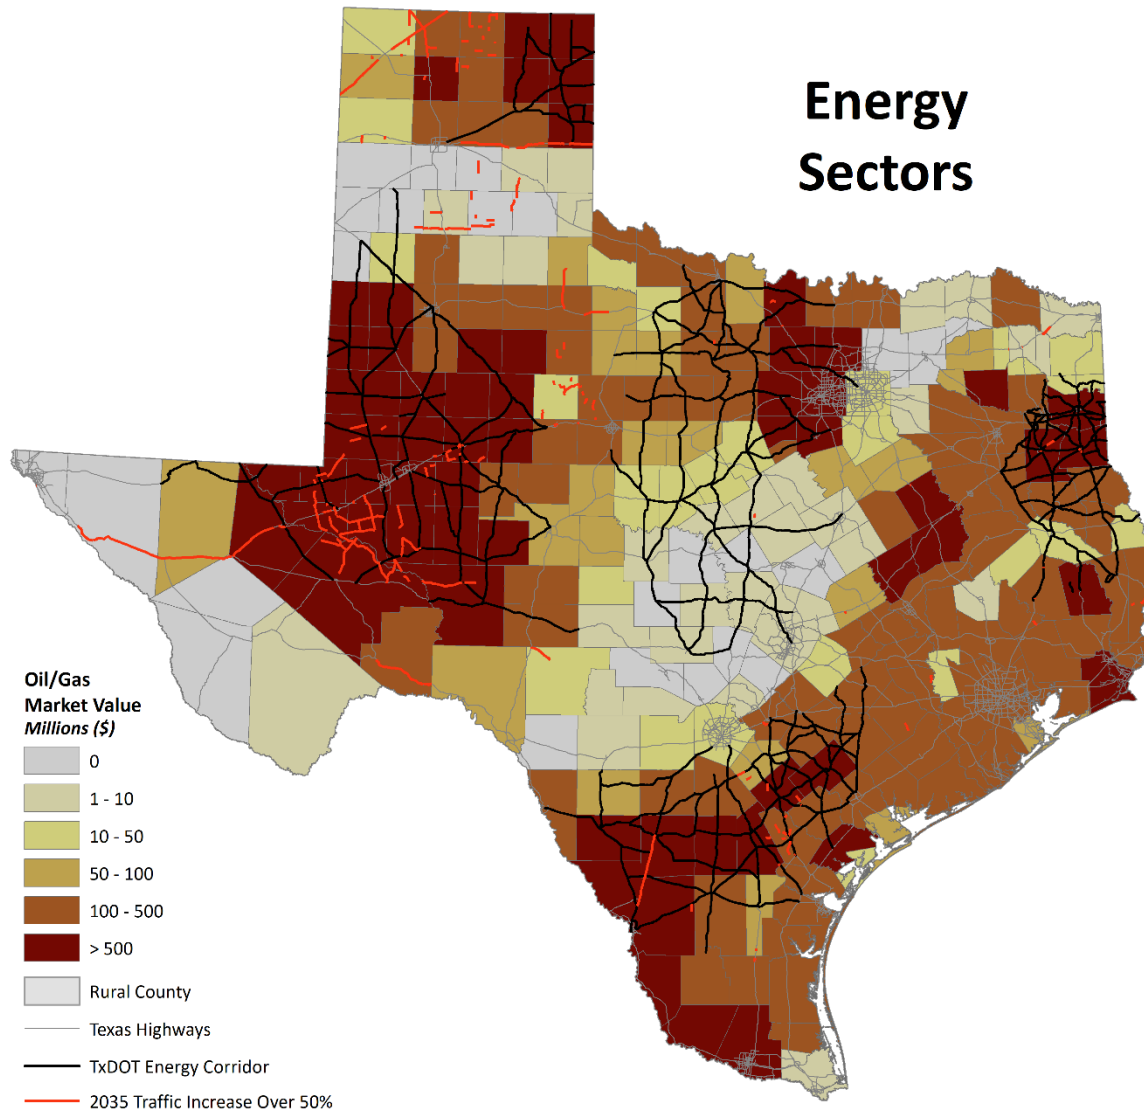 Energy
Sectors
Oil/Gas
Market Value
Millions ($)
0
1 - 10
10 - 50
50 - 100
100 - 500
> 500
Rural County
Texas Highways
TxDOT Energy Corridor
2035 Traffic Increase Over 50%